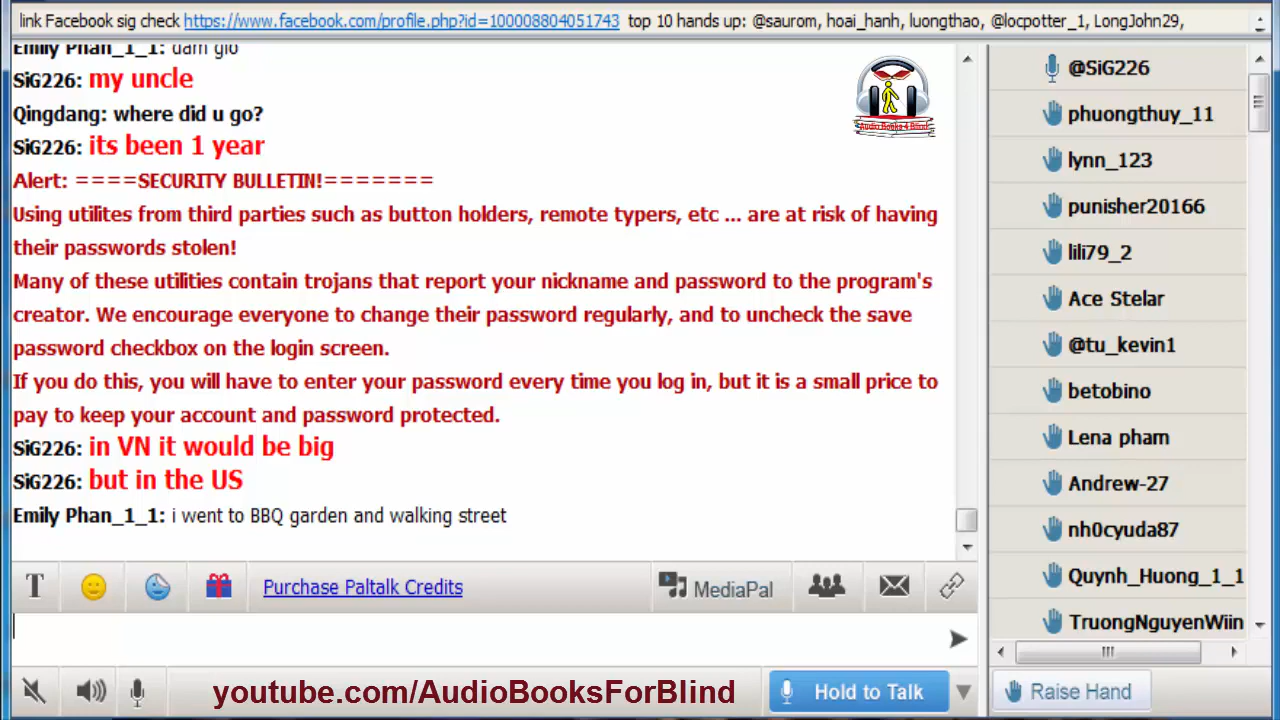 link Facebook sig check https://www.facebook.com/profile.php?id=100008804051743 top 10 hands up: @saurom, hoai_hanh, luongthao, @locpotter_1, LongJohn29,
Emily Phan_1_1: dam gio
SiG226: my uncle
Qingdang: where did u go?
SiG226: its been 1 year
Alert: ====SECURITY BULLETIN!=======
Using utilites from third parties such as button holders, remote typers, etc ... are at risk of having
their passwords stolen!
Many of these utilities contain trojans that report your nickname and password to the program's
creator. We encourage everyone to change their password regularly, and to uncheck the save
password checkbox on the login screen.
If you do this, you will have to enter your password every time you log in, but it is a small price to
pay to keep your account and password protected.
SiG226: in VN it would be big
SiG226: but in the US
Emily Phan_1_1: i went to BBQ garden and walking street
Audio Books 4 Blind
@SiG226
phuongthuy_11
lynn_123
punisher20166
lili79_2
Ace Stelar
@tu_kevin1
betobino
Lena pham
Andrew-27
nh0cyuda87
Quynh_Huong_1_1
TruongNguyenWiin
T
Purchase Paltalk Credits
MediaPal
youtube.com/AudioBooksForBlind
Hold to Talk
Raise Hand